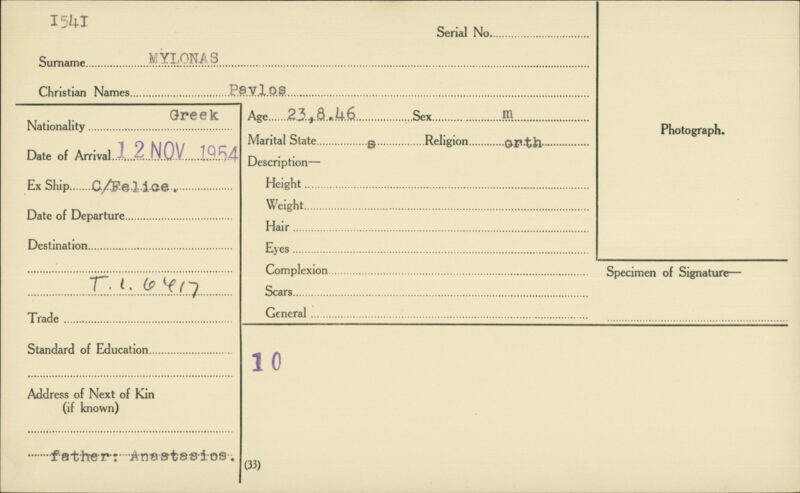 1541
Serial No.
Surname MYLONAS
Christian Names Pavlos
Nationality Greek
Date of Arrival 12 NOV 1954
Ex Ship C/Felice.
Date of Departure
Destination
T.1. 6417
Trade
Standard of Education
Address of Next of Kin
(if known)
father: Anastasios.
Age 23,8.46 Sex m
Marital State s Religion orth
Description—
Height
Weight
Hair
Eyes
Complexion
Scars
General
10
(33)
Photograph.
Specimen of Signature—